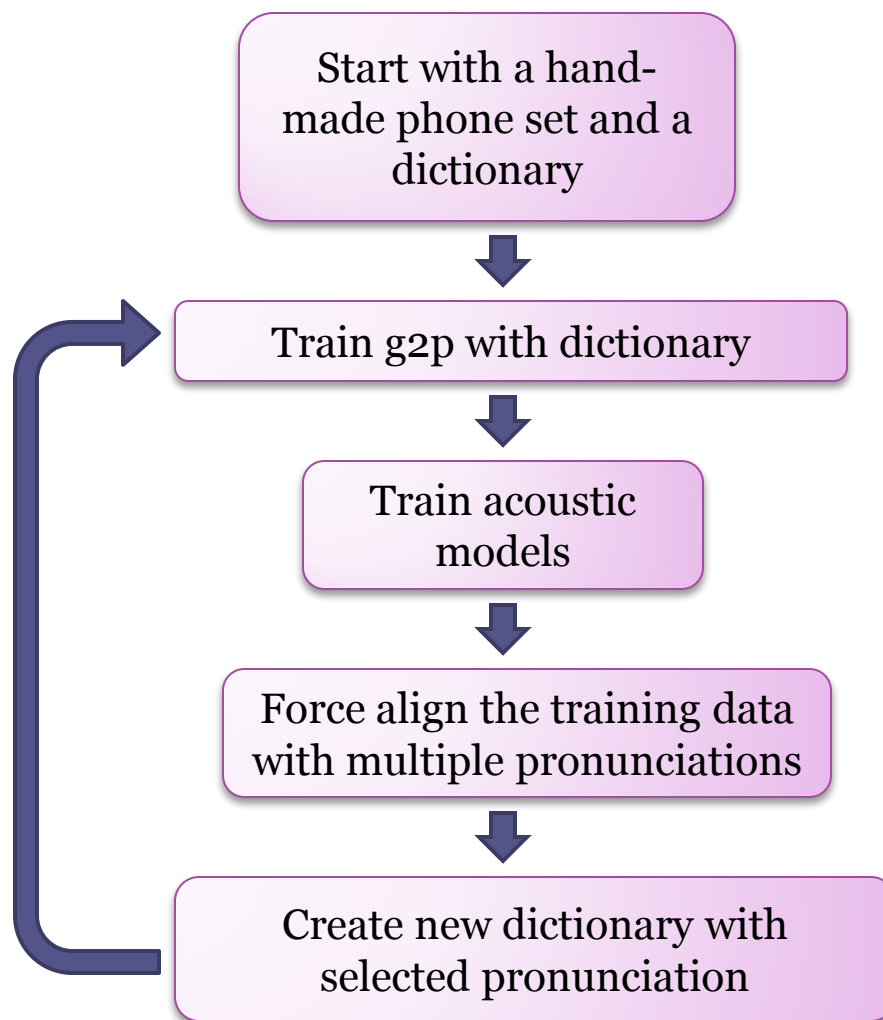 Start with a hand-
made phone set and a
dictionary
Train g2p with dictionary
Train acoustic
models
Force align the training data
with multiple pronunciations
Create new dictionary with
selected pronunciation